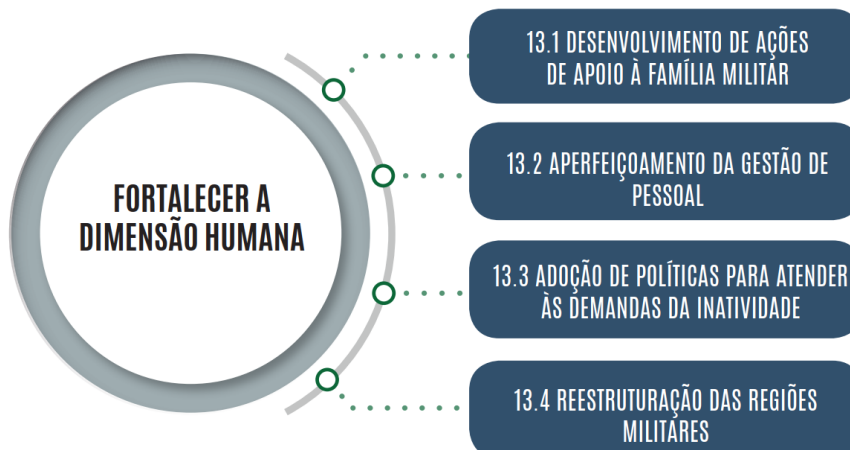 FORTALECER A
DIMENSÃO HUMANA
13.1 DESENVOLVIMENTO DE AÇÕES
DE APOIO À FAMÍLIA MILITAR
13.2 APERFEIÇOAMENTO DA GESTÃO DE
PESSOAL
13.3 ADOÇÃO DE POLÍTICAS PARA ATENDER
ÀS DEMANDAS DA INATIVIDADE
13.4 REESTRUTURAÇÃO DAS REGIÕES
MILITARES